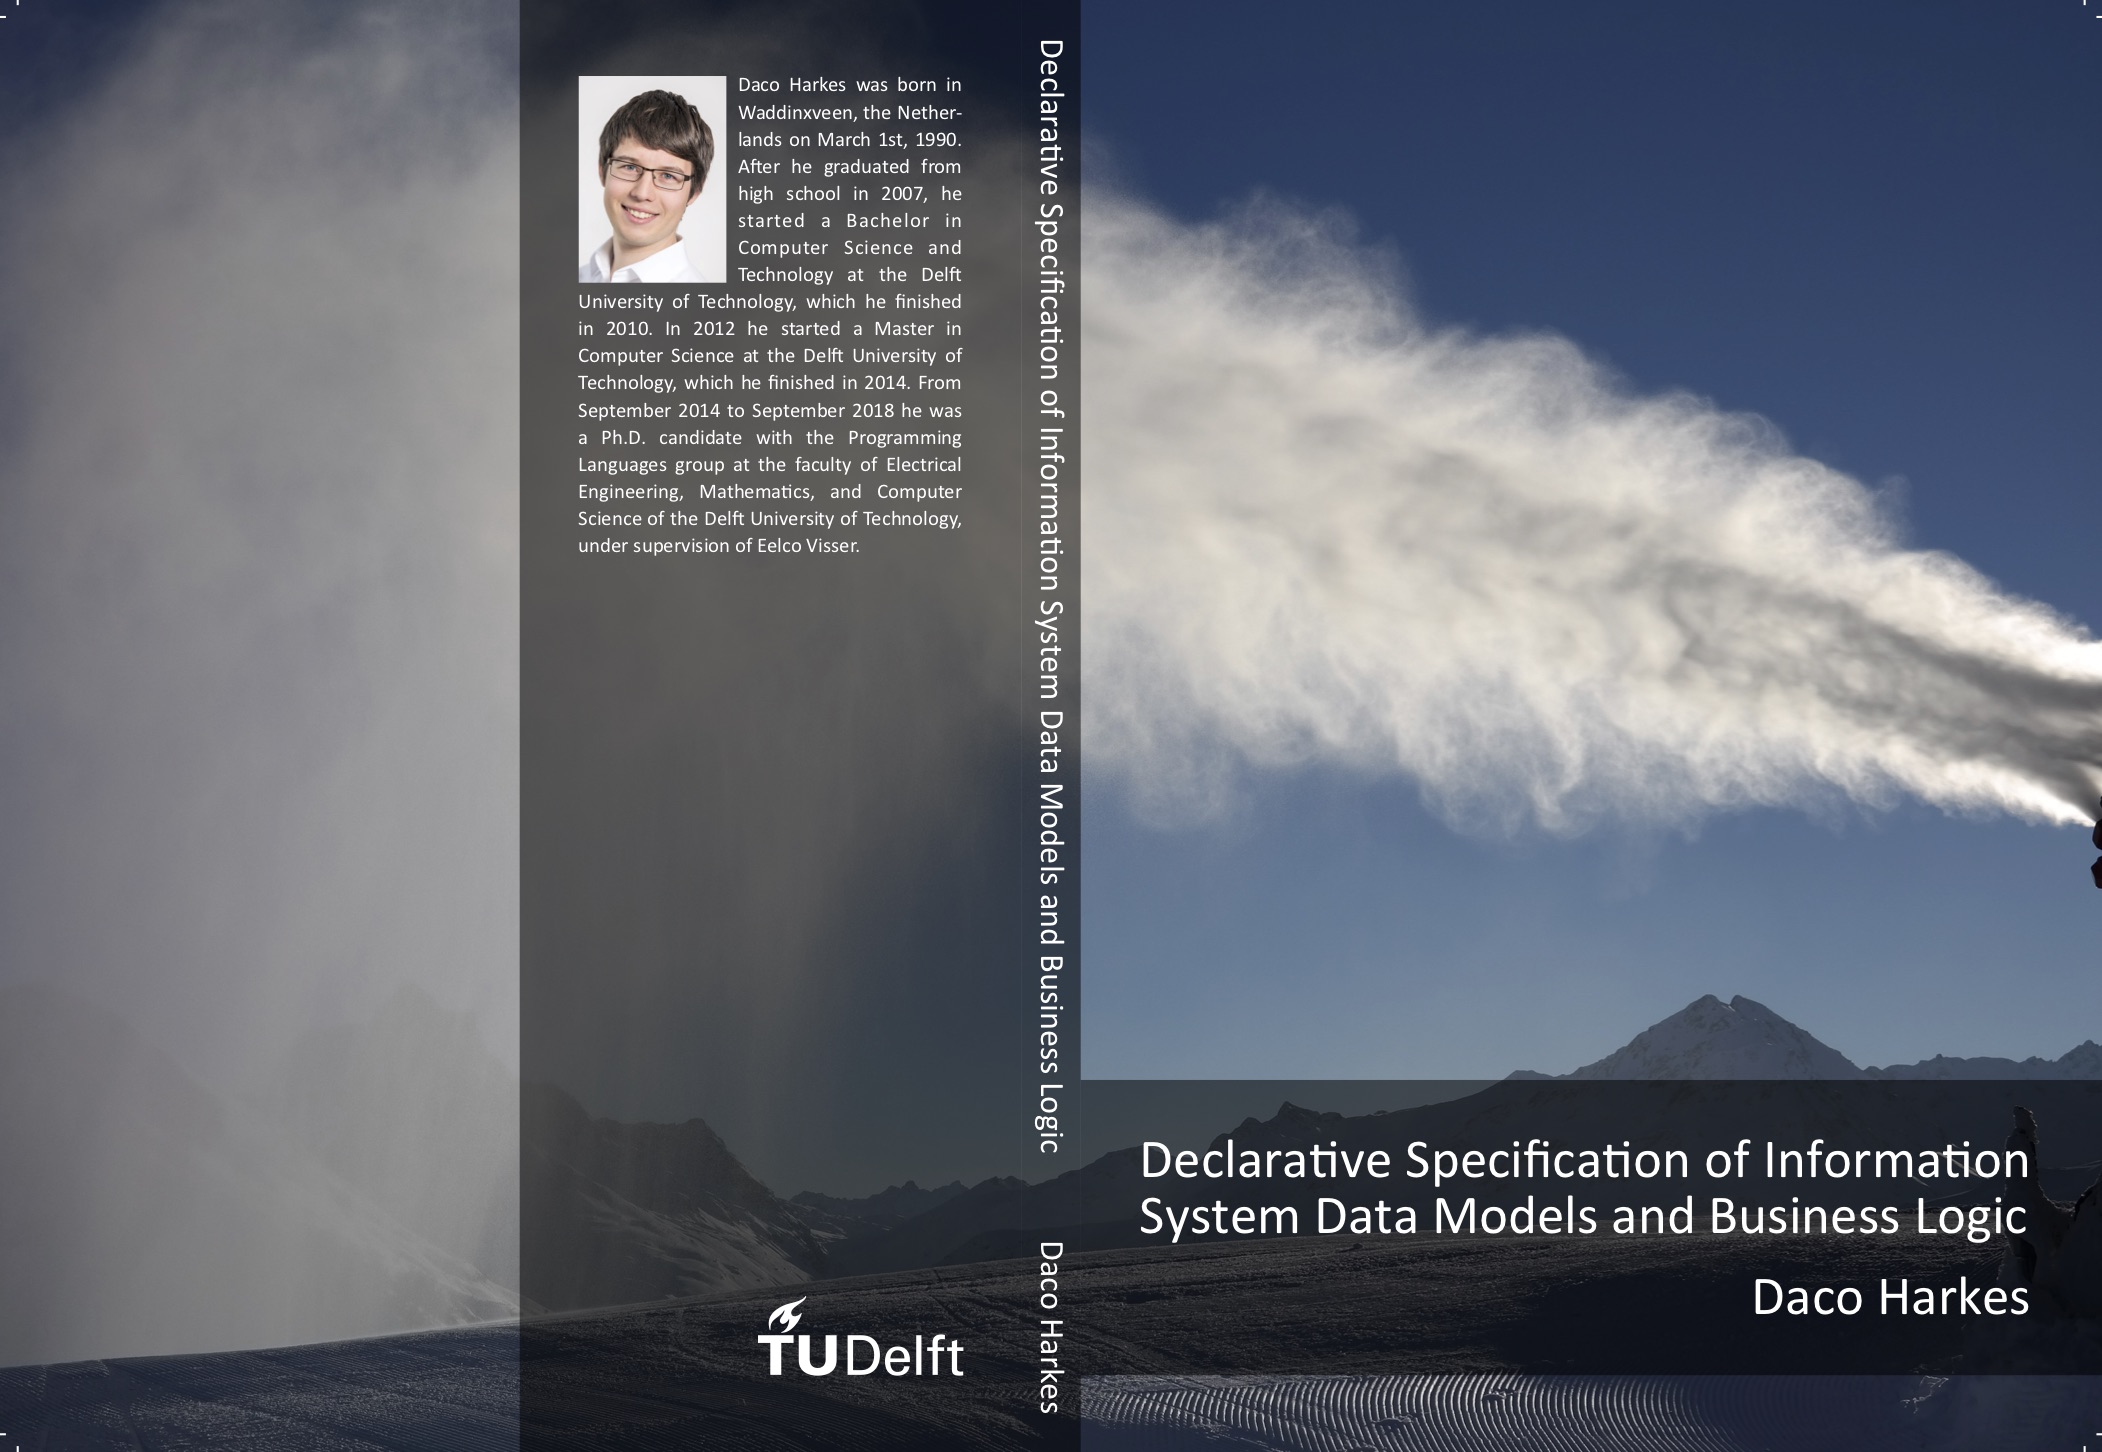 Daco Harkes was born in
Waddinxveen, the Nether-
lands on March 1st, 1990.
After he graduated from
high school in 2007, he
started a Bachelor in
Computer Science and
Technology at the Delft
University of Technology, which he finished
in 2010. In 2012 he started a Master in
Computer Science at the Delft University of
Technology, which he finished in 2014. From
September 2014 to September 2018 he was
a Ph.D. candidate with the Programming
Languages group at the faculty of Electrical
Engineering, Mathematics, and Computer
Science of the Delft University of Technology,
under supervision of Eelco Visser.
TU Delft
Declarative Specification of Information System Data Models and Business Logic
Daco Harkes
Declarative Specification of Information
System Data Models and Business Logic
Daco Harkes